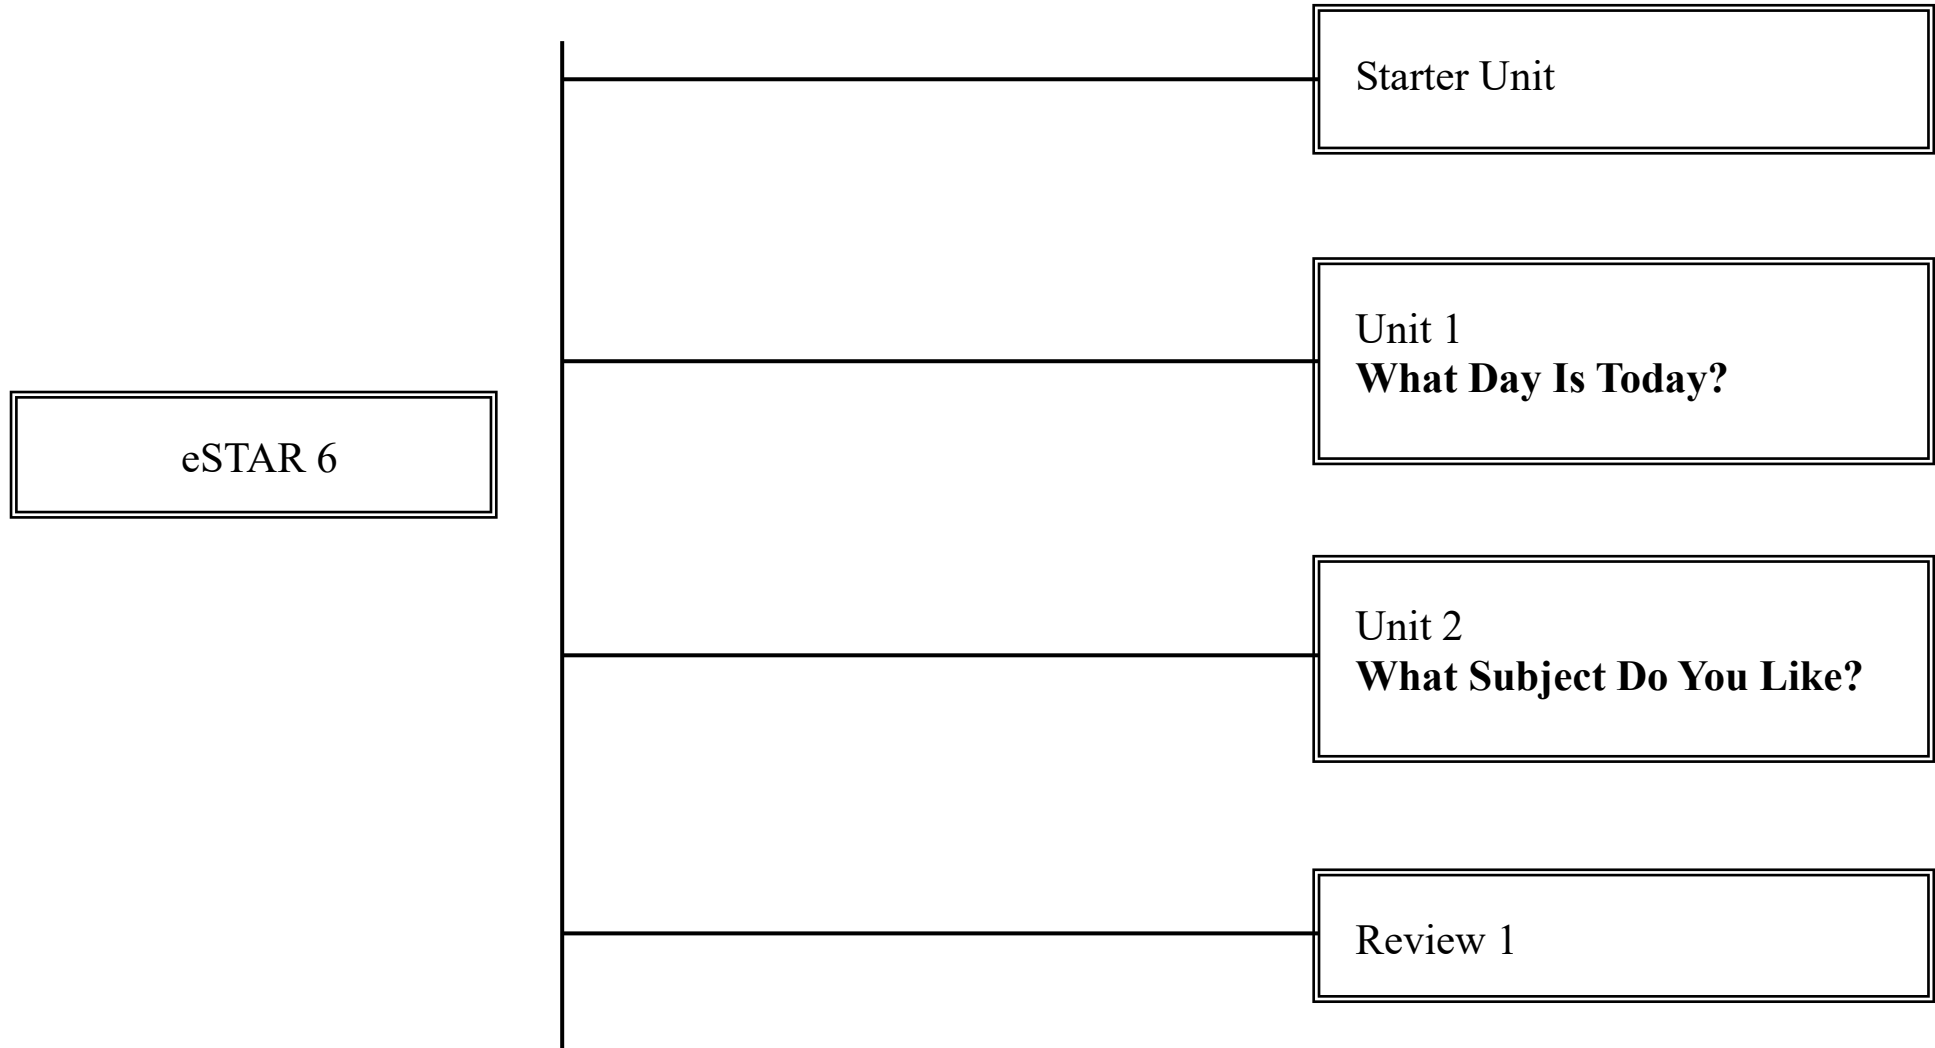 eSTAR 6
Starter Unit
Unit 1
What Day Is Today?
Unit 2
What Subject Do You Like?
Review 1